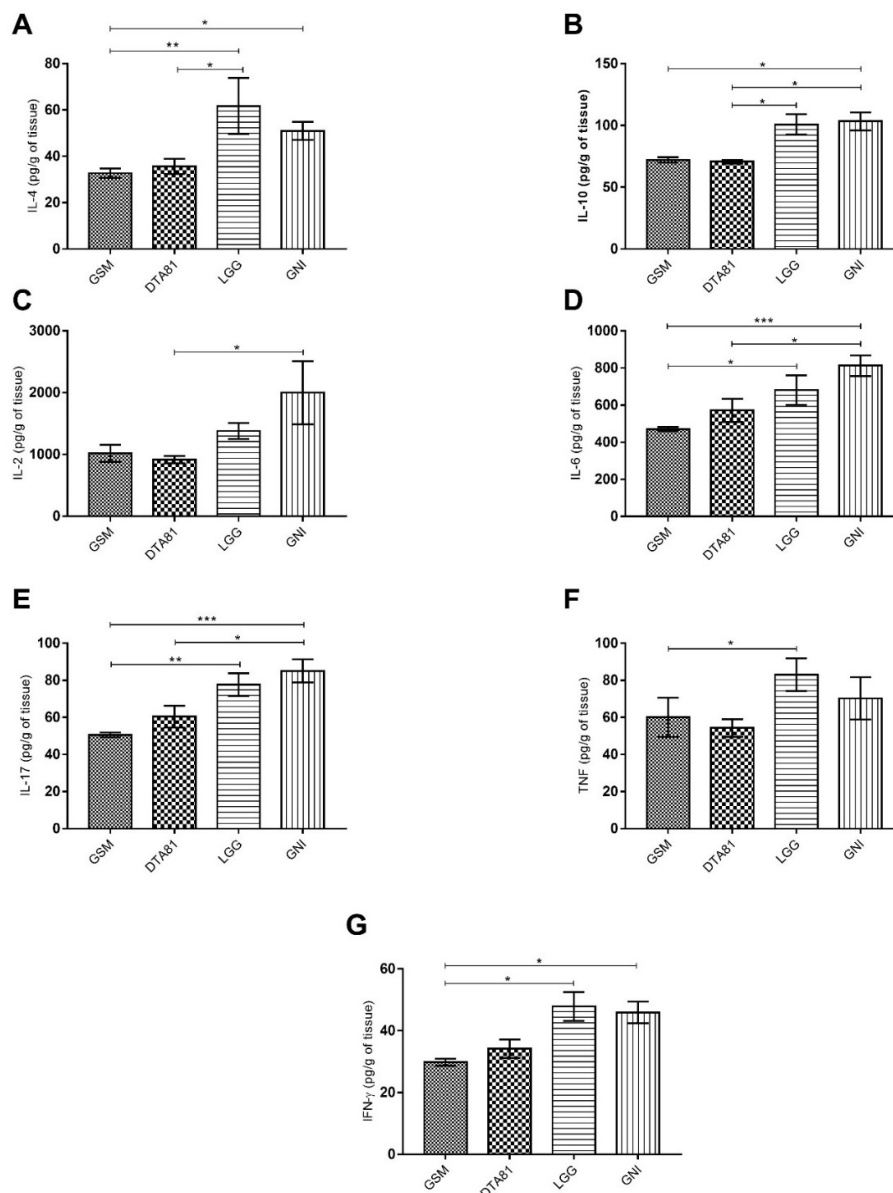 A
*
**
*
IL-4 (pg/g of tissue)
80
60
40
20
0
GSM DTA81 LGG GNI
B
*
*
*
IL-10 (pg/g of tissue)
150
100
50
0
GSM DTA81 LGG GNI
C
*
IL-2 (pg/g of tissue)
3000
2000
1000
0
GSM DTA81 LGG GNI
D
***
*
*
IL-6 (pg/g of tissue)
1000
800
600
400
200
0
GSM DTA81 LGG GNI
E
***
*
**
IL-17 (pg/g of tissue)
100
80
60
40
20
0
GSM DTA81 LGG GNI
F
*
TNF (pg/g of tissue)
100
80
60
40
20
0
GSM DTA81 LGG GNI
G
*
*
IFN-γ (pg/g of tissue)
60
40
20
0
GSM DTA81 LGG GNI